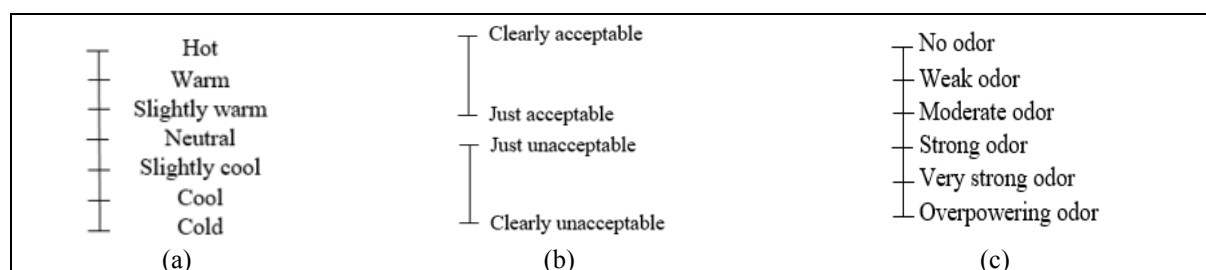 Hot
Warm
Slightly warm
Neutral
Slightly cool
Cool
Cold
(a)
Clearly acceptable
Just acceptable
Just unacceptable
Clearly unacceptable
(b)
No odor
Weak odor
Moderate odor
Strong odor
Very strong odor
Overpowering odor
(c)